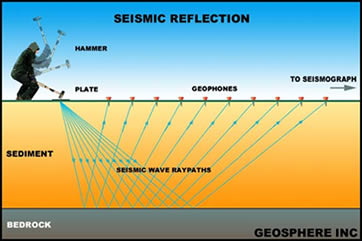 SEISMIC REFLECTION
HAMMER
TO SEISMOGRAPH
PLATE
GEOPHONES
SEDIMENT
SEISMIC WAVE RAYPATHS
BEDROCK
GEOSPHERE INC